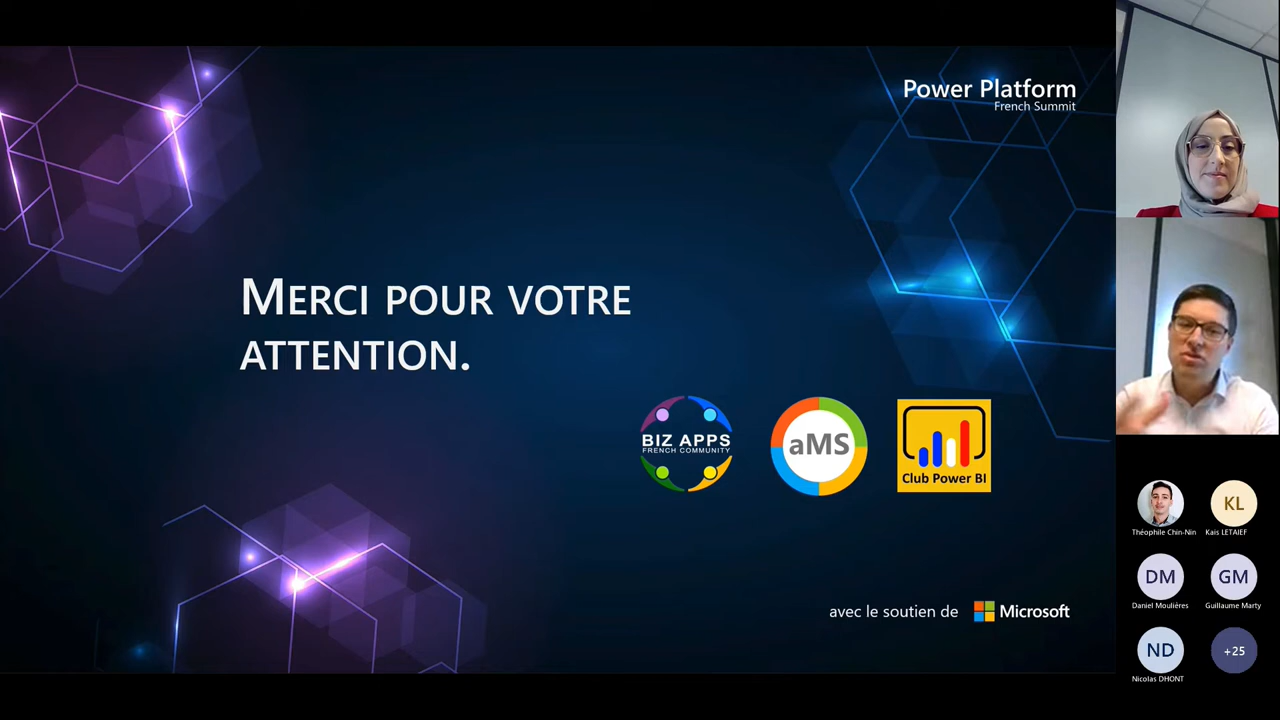 Power Platform
French Summit
MERCI POUR VOTRE
ATTENTION.
BIZ APPS
FRENCH COMMUNITY
aMS
Club Power BI
avec le soutien de Microsoft
Théophile Chin-Nin
KL
Kais LETAIEF
DM
Daniel Moulières
GM
Guillaume Marty
ND
Nicolas DHONT
+25